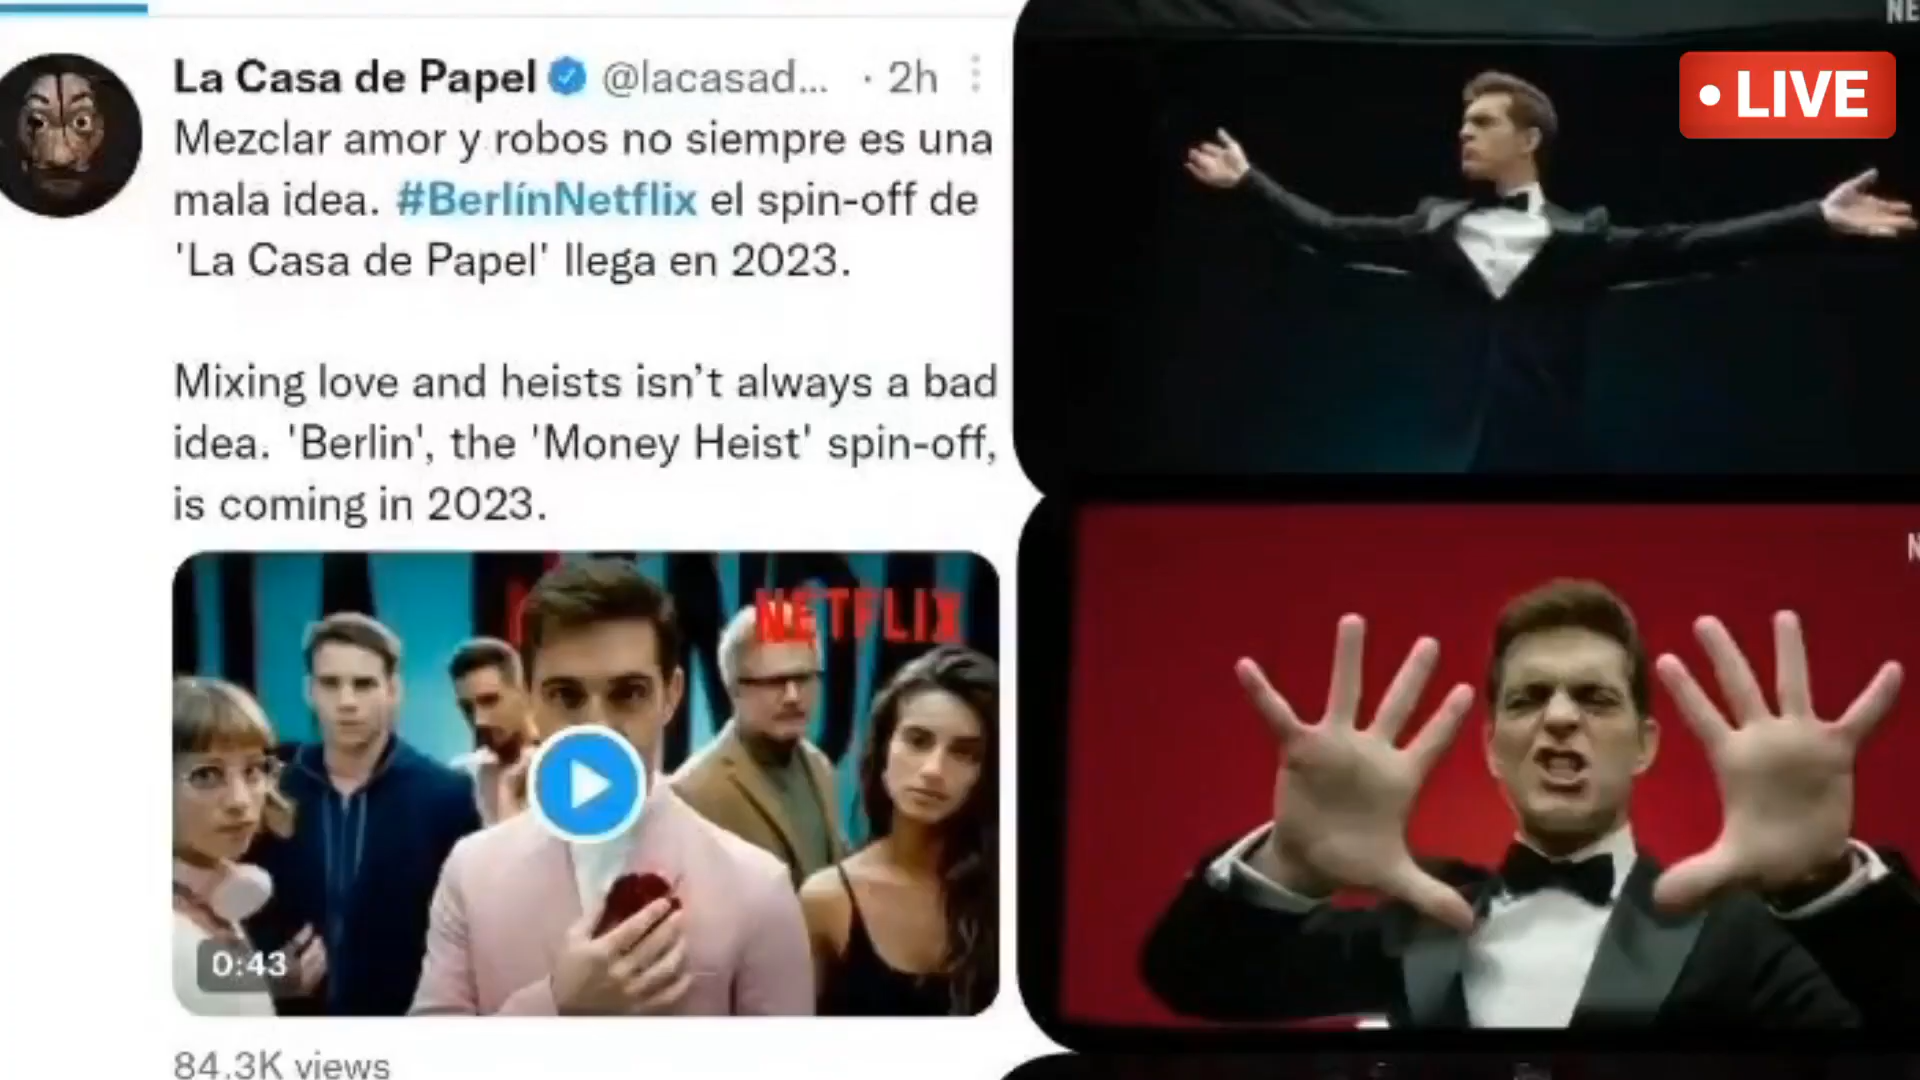 La Casa de Papel @lacasad... · 2h
Mezclar amor y robos no siempre es una
mala idea. #BerlínNetflix el spin-off de
'La Casa de Papel' llega en 2023.
Mixing love and heists isn’t always a bad
idea. 'Berlin', the 'Money Heist' spin-off,
is coming in 2023.
NETFLIX
0:43
84.3K views
NE
• LIVE
N